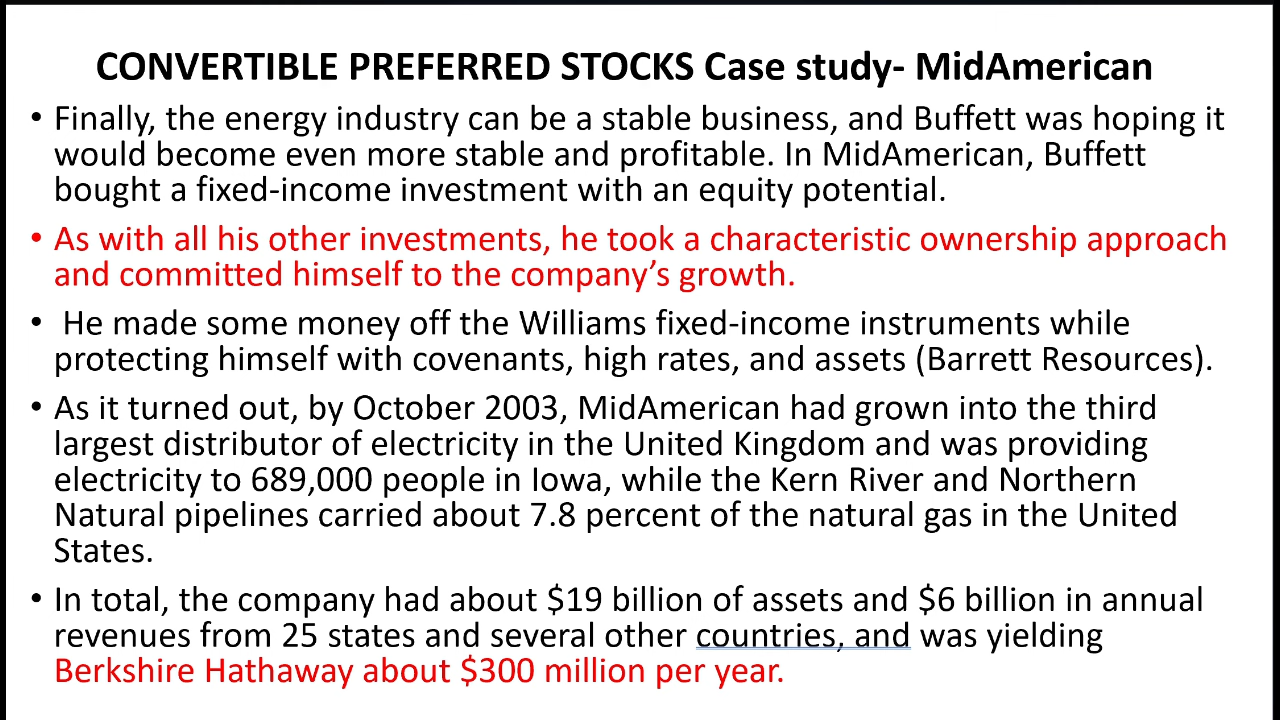 CONVERTIBLE PREFERRED STOCKS Case study- MidAmerican
• Finally, the energy industry can be a stable business, and Buffett was hoping it
would become even more stable and profitable. In MidAmerican, Buffett
bought a fixed-income investment with an equity potential.
• As with all his other investments, he took a characteristic ownership approach
and committed himself to the company’s growth.
• He made some money off the Williams fixed-income instruments while
protecting himself with covenants, high rates, and assets (Barrett Resources).
• As it turned out, by October 2003, MidAmerican had grown into the third
largest distributor of electricity in the United Kingdom and was providing
electricity to 689,000 people in Iowa, while the Kern River and Northern
Natural pipelines carried about 7.8 percent of the natural gas in the United
States.
• In total, the company had about $19 billion of assets and $6 billion in annual
revenues from 25 states and several other countries, and was yielding
Berkshire Hathaway about $300 million per year.